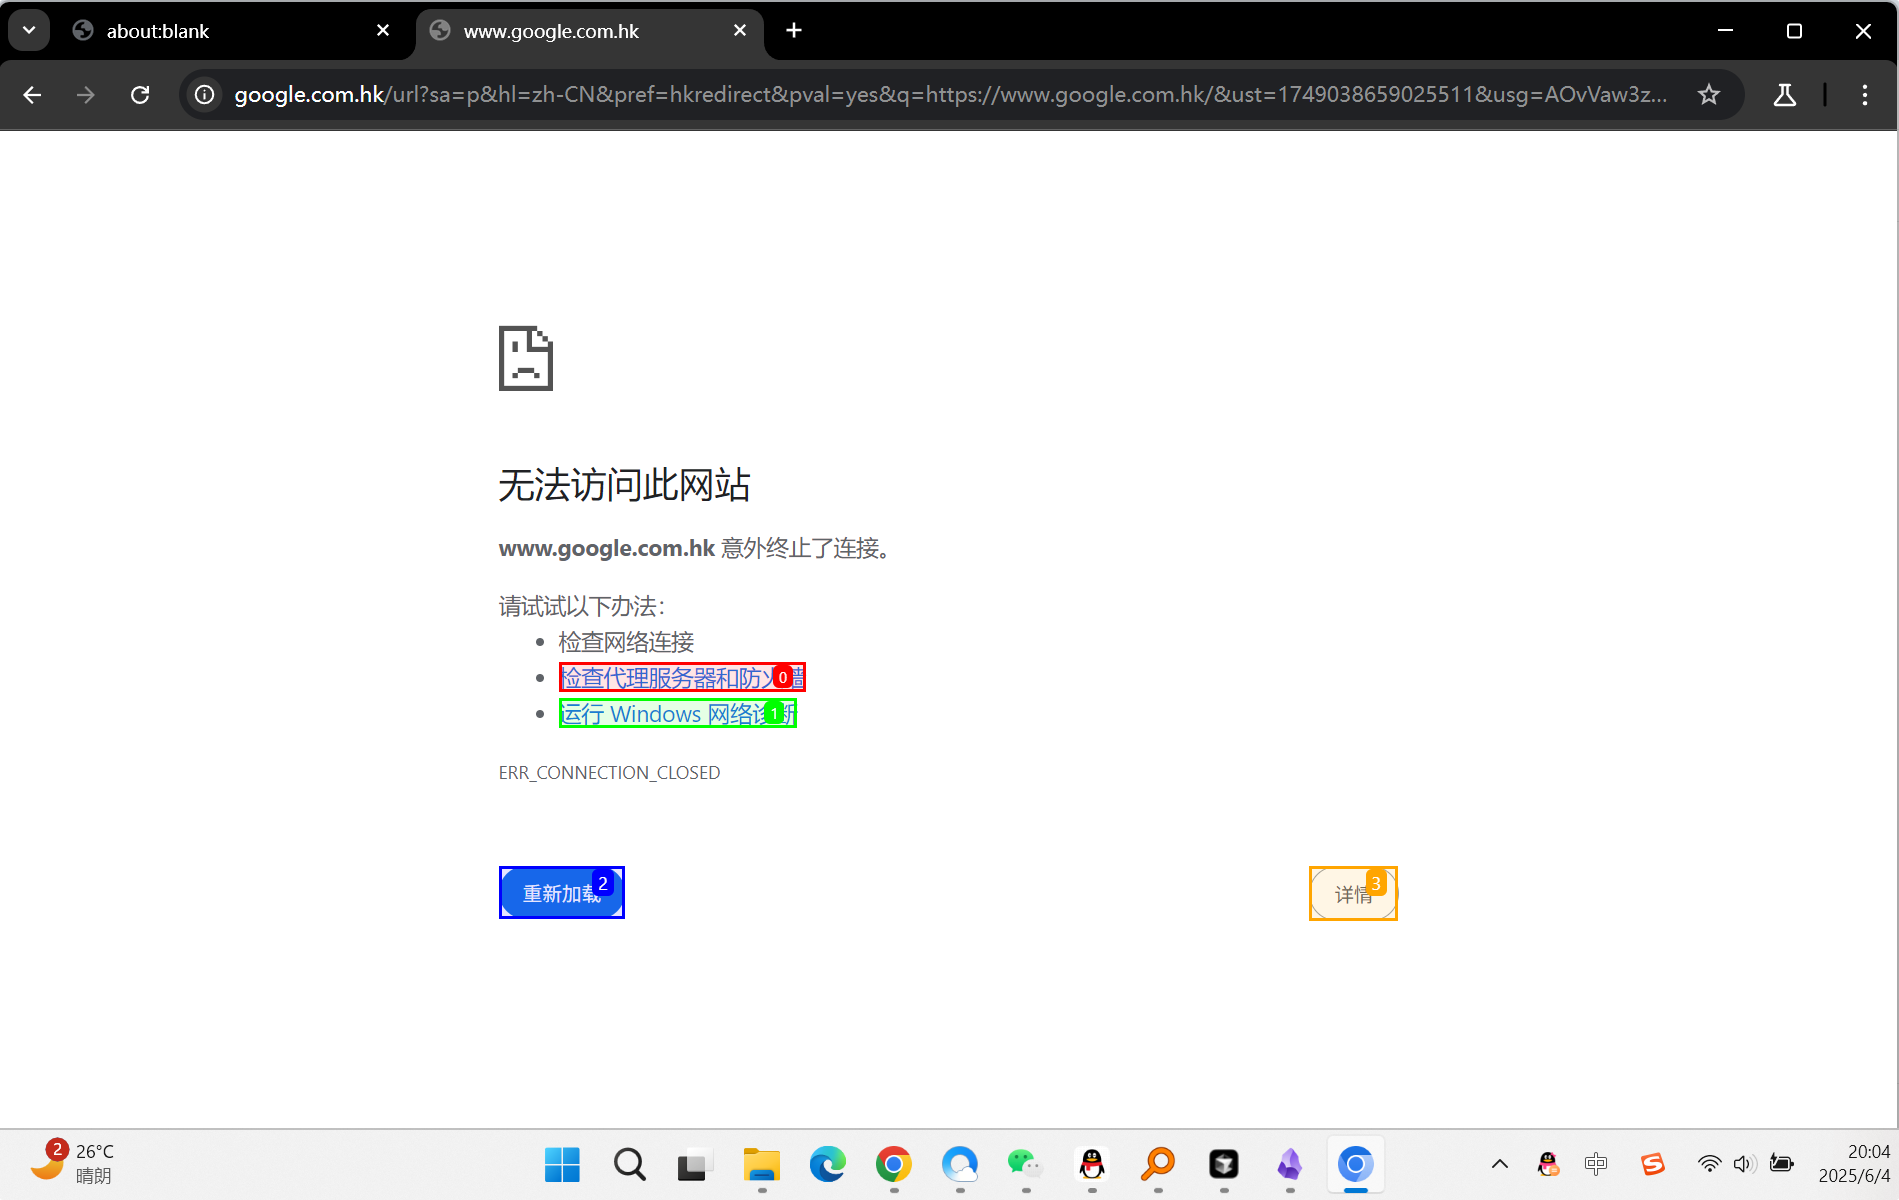 about:blank
www.google.com.hk
google.com.hk/url?sa=p&hl=zh-CN&pref=hkredirect&pval=yes&q=https://www.google.com.hk/&ust=1749038659025511&usg=AOvVaw3z...
无法访问此网站
www.google.com.hk 意外终止了连接。
请试试以下办法：
检查网络连接
检查代理服务器和防火墙
0
运行 Windows 网络诊断
1
ERR_CONNECTION_CLOSED
重新加载
2
详情
3
2
26°C
晴朗
中
20:04
2025/6/4